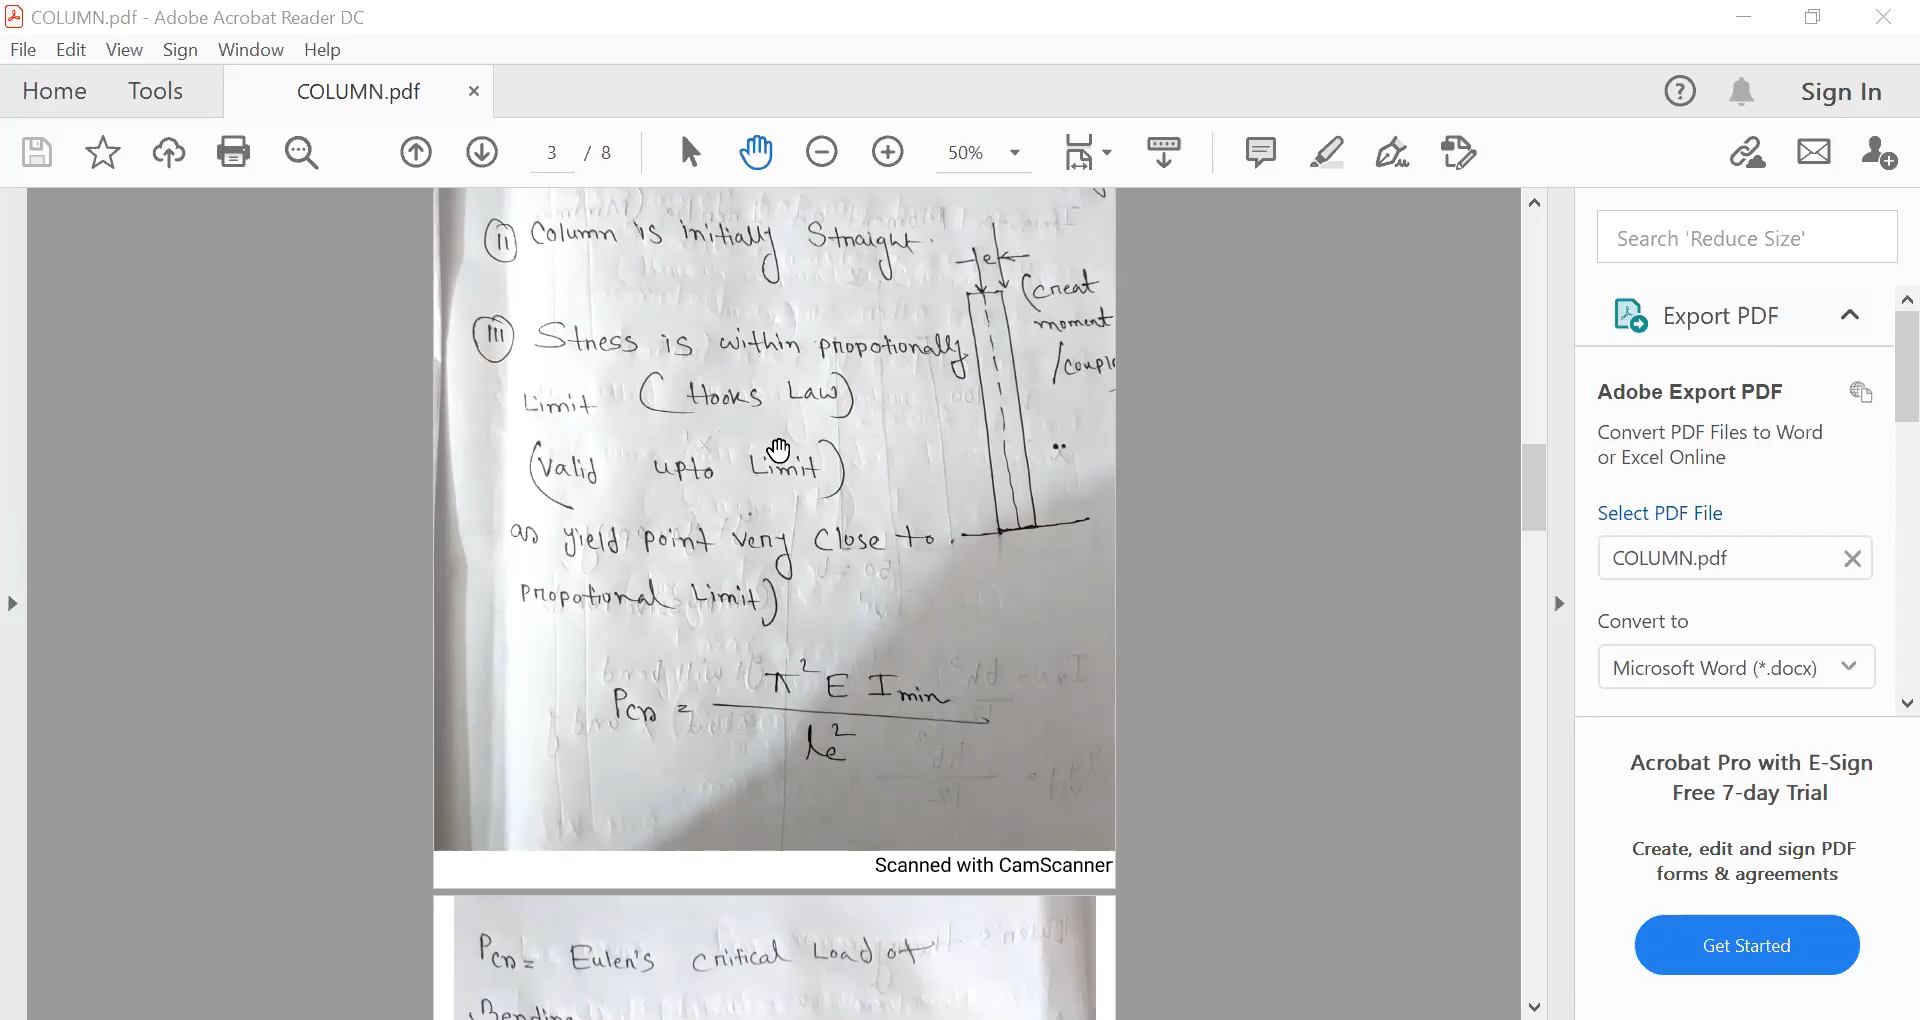 COLUMN.pdf - Adobe Acrobat Reader DC
File Edit View Sign Window Help
Home Tools COLUMN.pdf × Sign In
3 / 8 50%
(II) Column is initially Straight.
e
(creat
moment
/couple
(III) Stress is within propotionally
Limit (Hooks Law)
(valid upto Limit)
as yield point very close to
propotional Limit)
Pcr = π² E Imin
le²
Scanned with CamScanner
Pcr = Euler's critical Load at
Bending
Search 'Reduce Size'
Export PDF
Adobe Export PDF
Convert PDF Files to Word
or Excel Online
Select PDF File
COLUMN.pdf
Convert to
Microsoft Word (*.docx)
Acrobat Pro with E-Sign
Free 7-day Trial
Create, edit and sign PDF
forms & agreements
Get Started